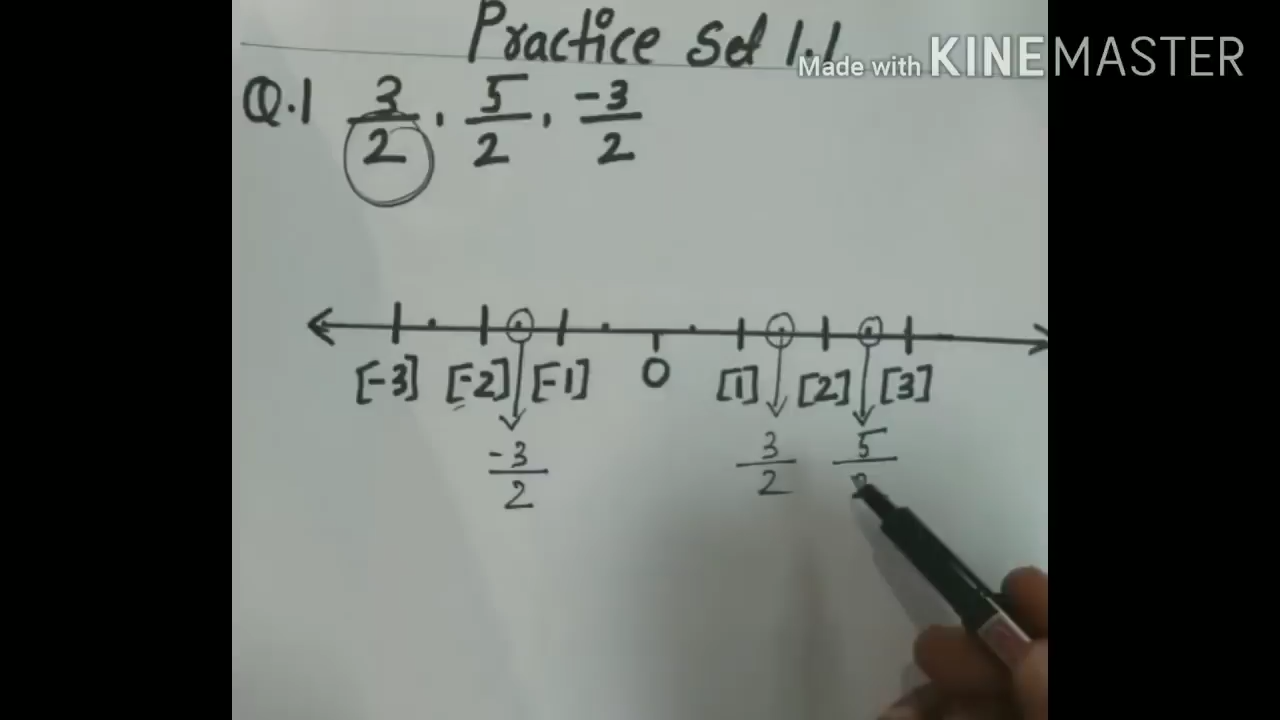 Practice Set 1.1
Made with KINEMASTER
Q.1 3/2, 5/2, -3/2
[-3] [-2] [-1] 0 [1] [2] [3]
-3/2 3/2 5/